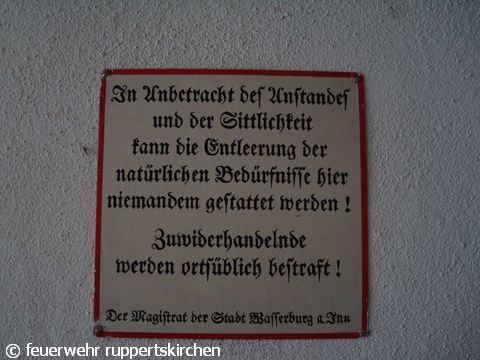 In Anbetracht deſ Anſtandeſ
und der Sittlichkeit
kann die Entleerung der
natürlichen Bedürfniſſe hier
niemandem geſtattet werden !
Zuwiderhandelnde
werden ortſüblich beſtraft !
Der Magiſtrat der Stadt Waſſerburg a. Inn
© feuerwehr ruppertskirchen